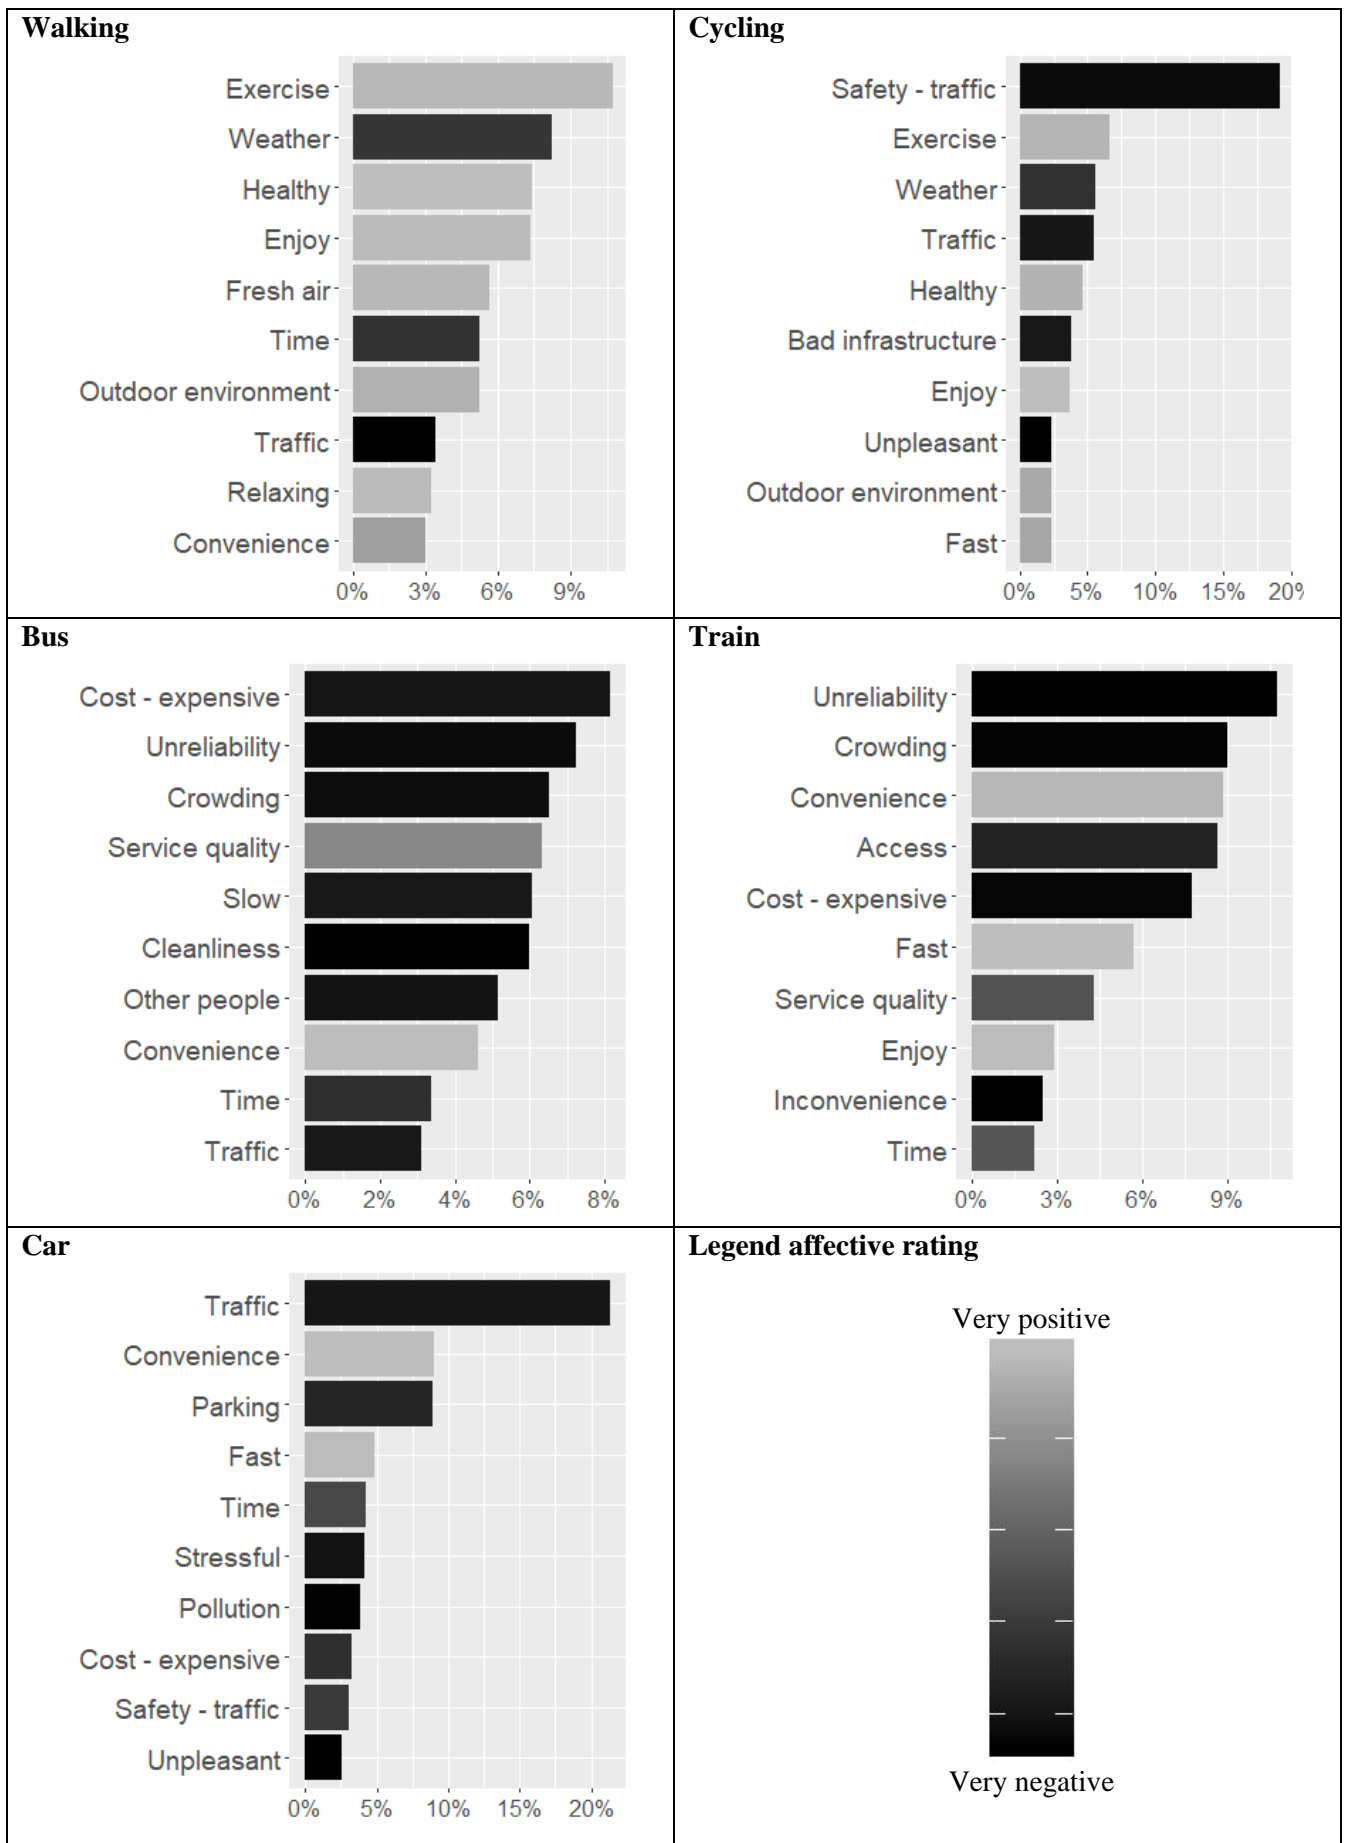 Walking
Exercise
Weather
Healthy
Enjoy
Fresh air
Time
Outdoor environment
Traffic
Relaxing
Convenience
0% 3% 6% 9%
Cycling
Safety - traffic
Exercise
Weather
Traffic
Healthy
Bad infrastructure
Enjoy
Unpleasant
Outdoor environment
Fast
0% 5% 10% 15% 20%
Bus
Cost - expensive
Unreliability
Crowding
Service quality
Slow
Cleanliness
Other people
Convenience
Time
Traffic
0% 2% 4% 6% 8%
Train
Unreliability
Crowding
Convenience
Access
Cost - expensive
Fast
Service quality
Enjoy
Inconvenience
Time
0% 3% 6% 9%
Car
Traffic
Convenience
Parking
Fast
Time
Stressful
Pollution
Cost - expensive
Safety - traffic
Unpleasant
0% 5% 10% 15% 20%
Legend affective rating
Very positive
Very negative